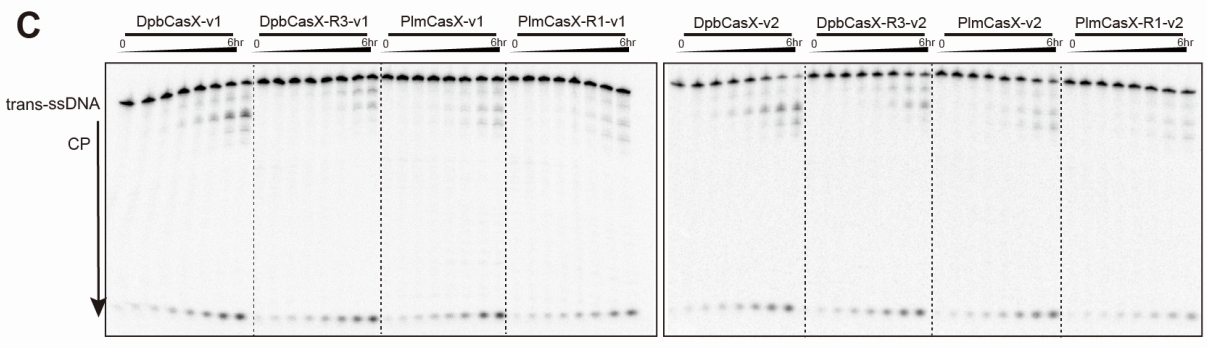 C
DpbCasX-v1 DpbCasX-R3-v1 PlmCasX-v1 PlmCasX-R1-v1 DpbCasX-v2 DpbCasX-R3-v2 PlmCasX-v2 PlmCasX-R1-v2
0 6hr 0 6hr 0 6hr 0 6hr 0 6hr 0 6hr 0 6hr 0 6hr
trans-ssDNA
CP